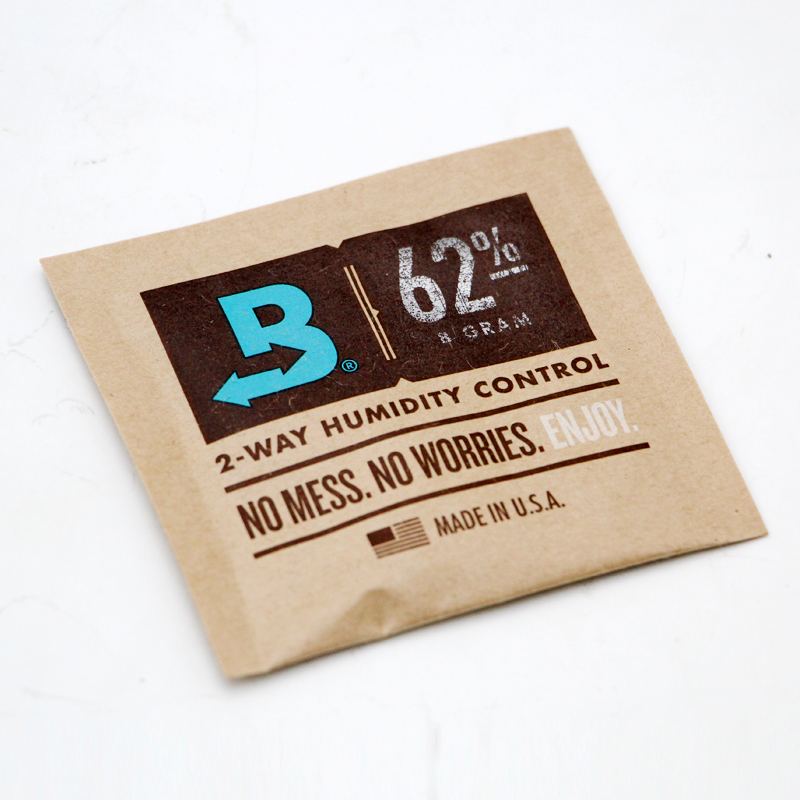 B®
62%
8 GRAM
2-WAY HUMIDITY CONTROL
NO MESS. NO WORRIES. ENJOY.
MADE IN U.S.A.